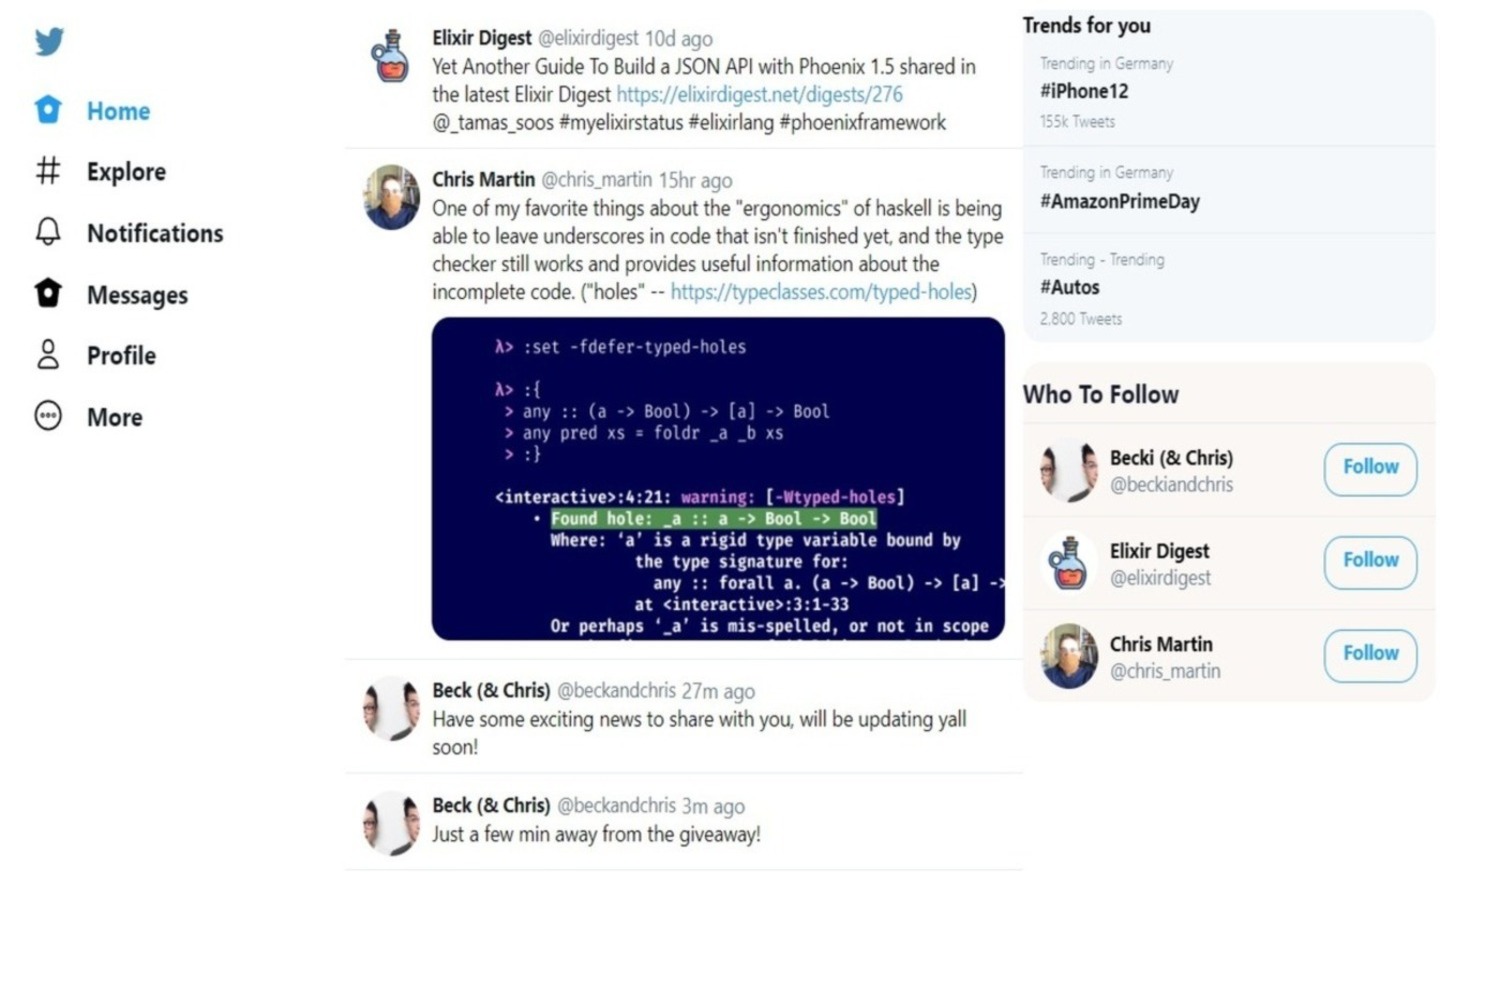 Home
Explore
Notifications
Messages
Profile
More
Elixir Digest @elixirdigest 10d ago
Yet Another Guide To Build a JSON API with Phoenix 1.5 shared in
the latest Elixir Digest https://elixirdigest.net/digests/276
@_tamas_soos #myelixirstatus #elixirlang #phoenixframework
Chris Martin @chris_martin 15hr ago
One of my favorite things about the "ergonomics" of haskell is being
able to leave underscores in code that isn't finished yet, and the type
checker still works and provides useful information about the
incomplete code. ("holes" -- https://typeclasses.com/typed-holes)
λ> :set -fdefer-typed-holes
λ> :{
> any :: (a -> Bool) -> [a] -> Bool
> any pred xs = foldr _a _b xs
> :}
<interactive>:4:21: warning: [-Wtyped-holes]
• Found hole: _a :: a -> Bool -> Bool
Where: ‘a’ is a rigid type variable bound by
the type signature for:
any :: forall a. (a -> Bool) -> [a] ->
at <interactive>:3:1-33
Or perhaps ‘_a’ is mis-spelled, or not in scope
Beck (& Chris) @beckandchris 27m ago
Have some exciting news to share with you, will be updating yall
soon!
Beck (& Chris) @beckandchris 3m ago
Just a few min away from the giveaway!
Trends for you
Trending in Germany
#iPhone12
155k Tweets
Trending in Germany
#AmazonPrimeDay
Trending - Trending
#Autos
2.800 Tweets
Who To Follow
Becki (& Chris)
@beckiandchris
Follow
Elixir Digest
@elixirdigest
Follow
Chris Martin
@chris_martin
Follow